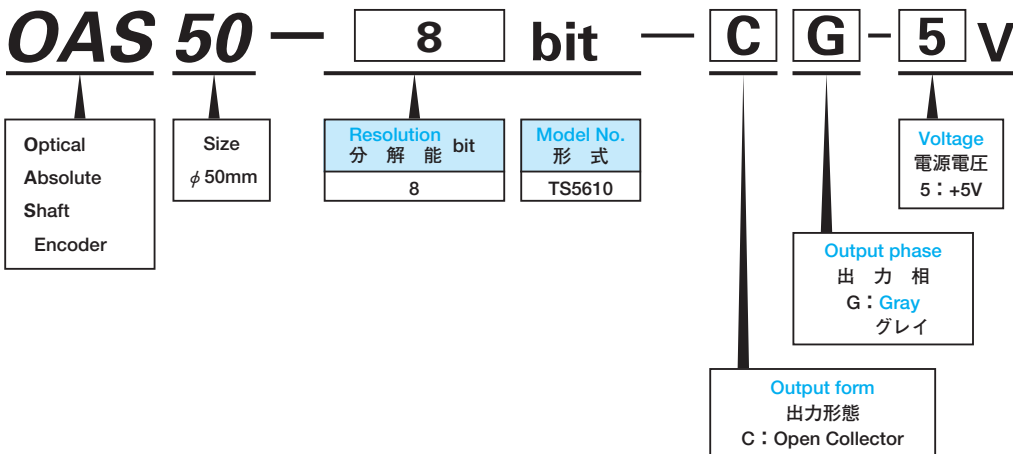 OAS 50 — 8 bit — C G - 5 V
Optical
Absolute
Shaft
Encoder
Size
φ 50mm
Resolution bit
分 解 能
8
Model No.
形 式
TS5610
Voltage
電源電圧
5：+5V
Output phase
出 力 相
G：Gray
グレイ
Output form
出力形態
C：Open Collector